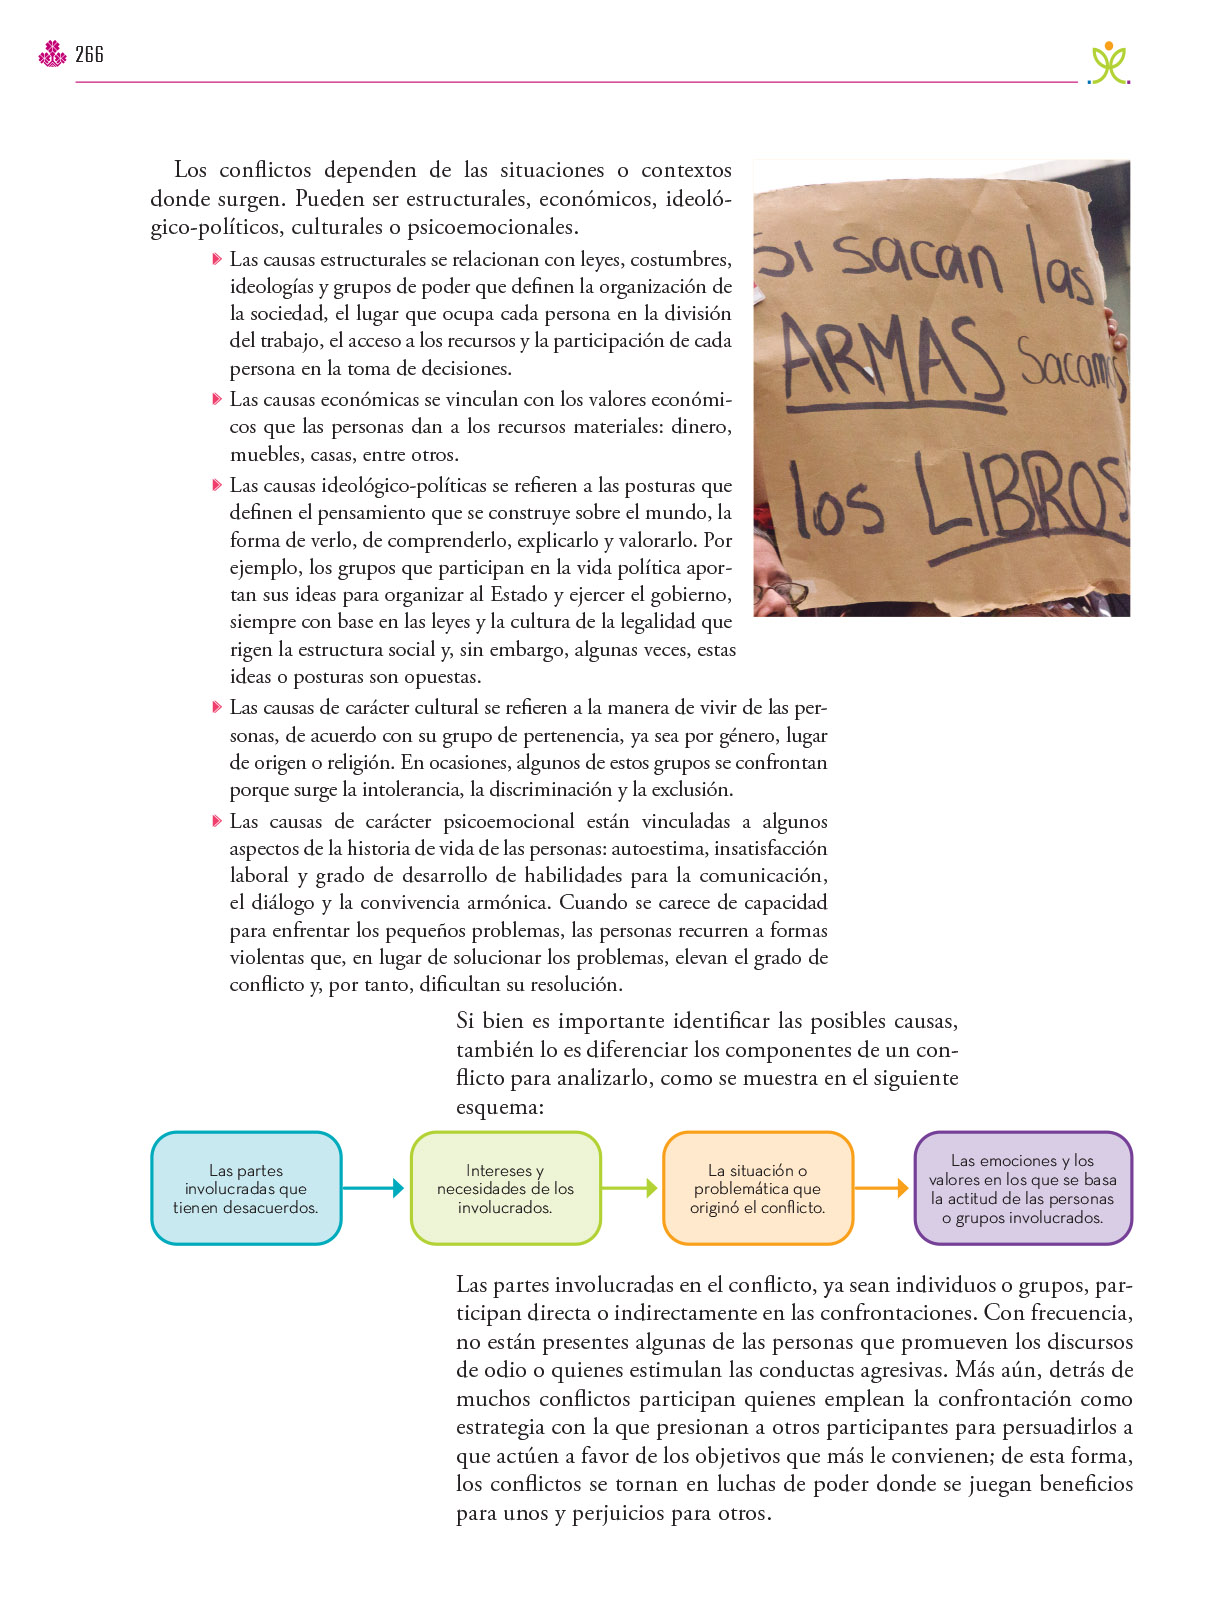 266
Los conflictos dependen de las situaciones o contextos
donde surgen. Pueden ser estructurales, económicos, ideoló-
gico-políticos, culturales o psicoemocionales.
Las causas estructurales se relacionan con leyes, costumbres,
ideologías y grupos de poder que definen la organización de
la sociedad, el lugar que ocupa cada persona en la división
del trabajo, el acceso a los recursos y la participación de cada
persona en la toma de decisiones.
Las causas económicas se vinculan con los valores económi-
cos que las personas dan a los recursos materiales: dinero,
muebles, casas, entre otros.
Las causas ideológico-políticas se refieren a las posturas que
definen el pensamiento que se construye sobre el mundo, la
forma de verlo, de comprenderlo, explicarlo y valorarlo. Por
ejemplo, los grupos que participan en la vida política apor-
tan sus ideas para organizar al Estado y ejercer el gobierno,
siempre con base en las leyes y la cultura de la legalidad que
rigen la estructura social y, sin embargo, algunas veces, estas
ideas o posturas son opuestas.
Las causas de carácter cultural se refieren a la manera de vivir de las per-
sonas, de acuerdo con su grupo de pertenencia, ya sea por género, lugar
de origen o religión. En ocasiones, algunos de estos grupos se confrontan
porque surge la intolerancia, la discriminación y la exclusión.
Las causas de carácter psicoemocional están vinculadas a algunos
aspectos de la historia de vida de las personas: autoestima, insatisfacción
laboral y grado de desarrollo de habilidades para la comunicación,
el diálogo y la convivencia armónica. Cuando se carece de capacidad
para enfrentar los pequeños problemas, las personas recurren a formas
violentas que, en lugar de solucionar los problemas, elevan el grado de
conflicto y, por tanto, dificultan su resolución.
Si sacan las
ARMAS Sacamos
los LIBROS
Si bien es importante identificar las posibles causas,
también lo es diferenciar los componentes de un con-
flicto para analizarlo, como se muestra en el siguiente
esquema:
Las partes
involucradas que
tienen desacuerdos.
Intereses y
necesidades de los
involucrados.
La situación o
problemática que
originó el conflicto.
Las emociones y los
valores en los que se basa
la actitud de las personas
o grupos involucrados.
Las partes involucradas en el conflicto, ya sean individuos o grupos, par-
ticipan directa o indirectamente en las confrontaciones. Con frecuencia,
no están presentes algunas de las personas que promueven los discursos
de odio o quienes estimulan las conductas agresivas. Más aún, detrás de
muchos conflictos participan quienes emplean la confrontación como
estrategia con la que presionan a otros participantes para persuadirlos a
que actúen a favor de los objetivos que más le convienen; de esta forma,
los conflictos se tornan en luchas de poder donde se juegan beneficios
para unos y perjuicios para otros.